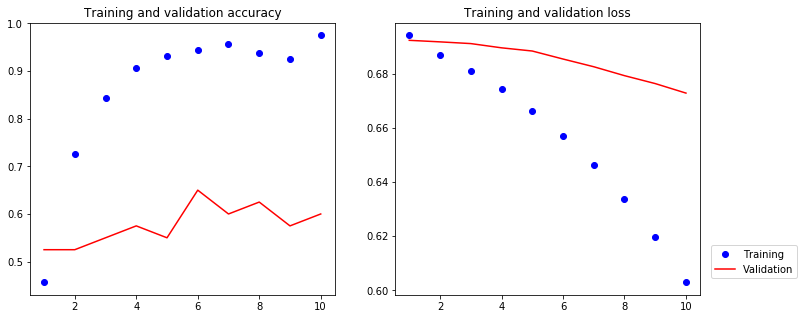 Training and validation accuracy
1.0
0.9
0.8
0.7
0.6
0.5
2 4 6 8 10
Training and validation loss
0.68
0.66
0.64
0.62
0.60
2 4 6 8 10
Training
Validation